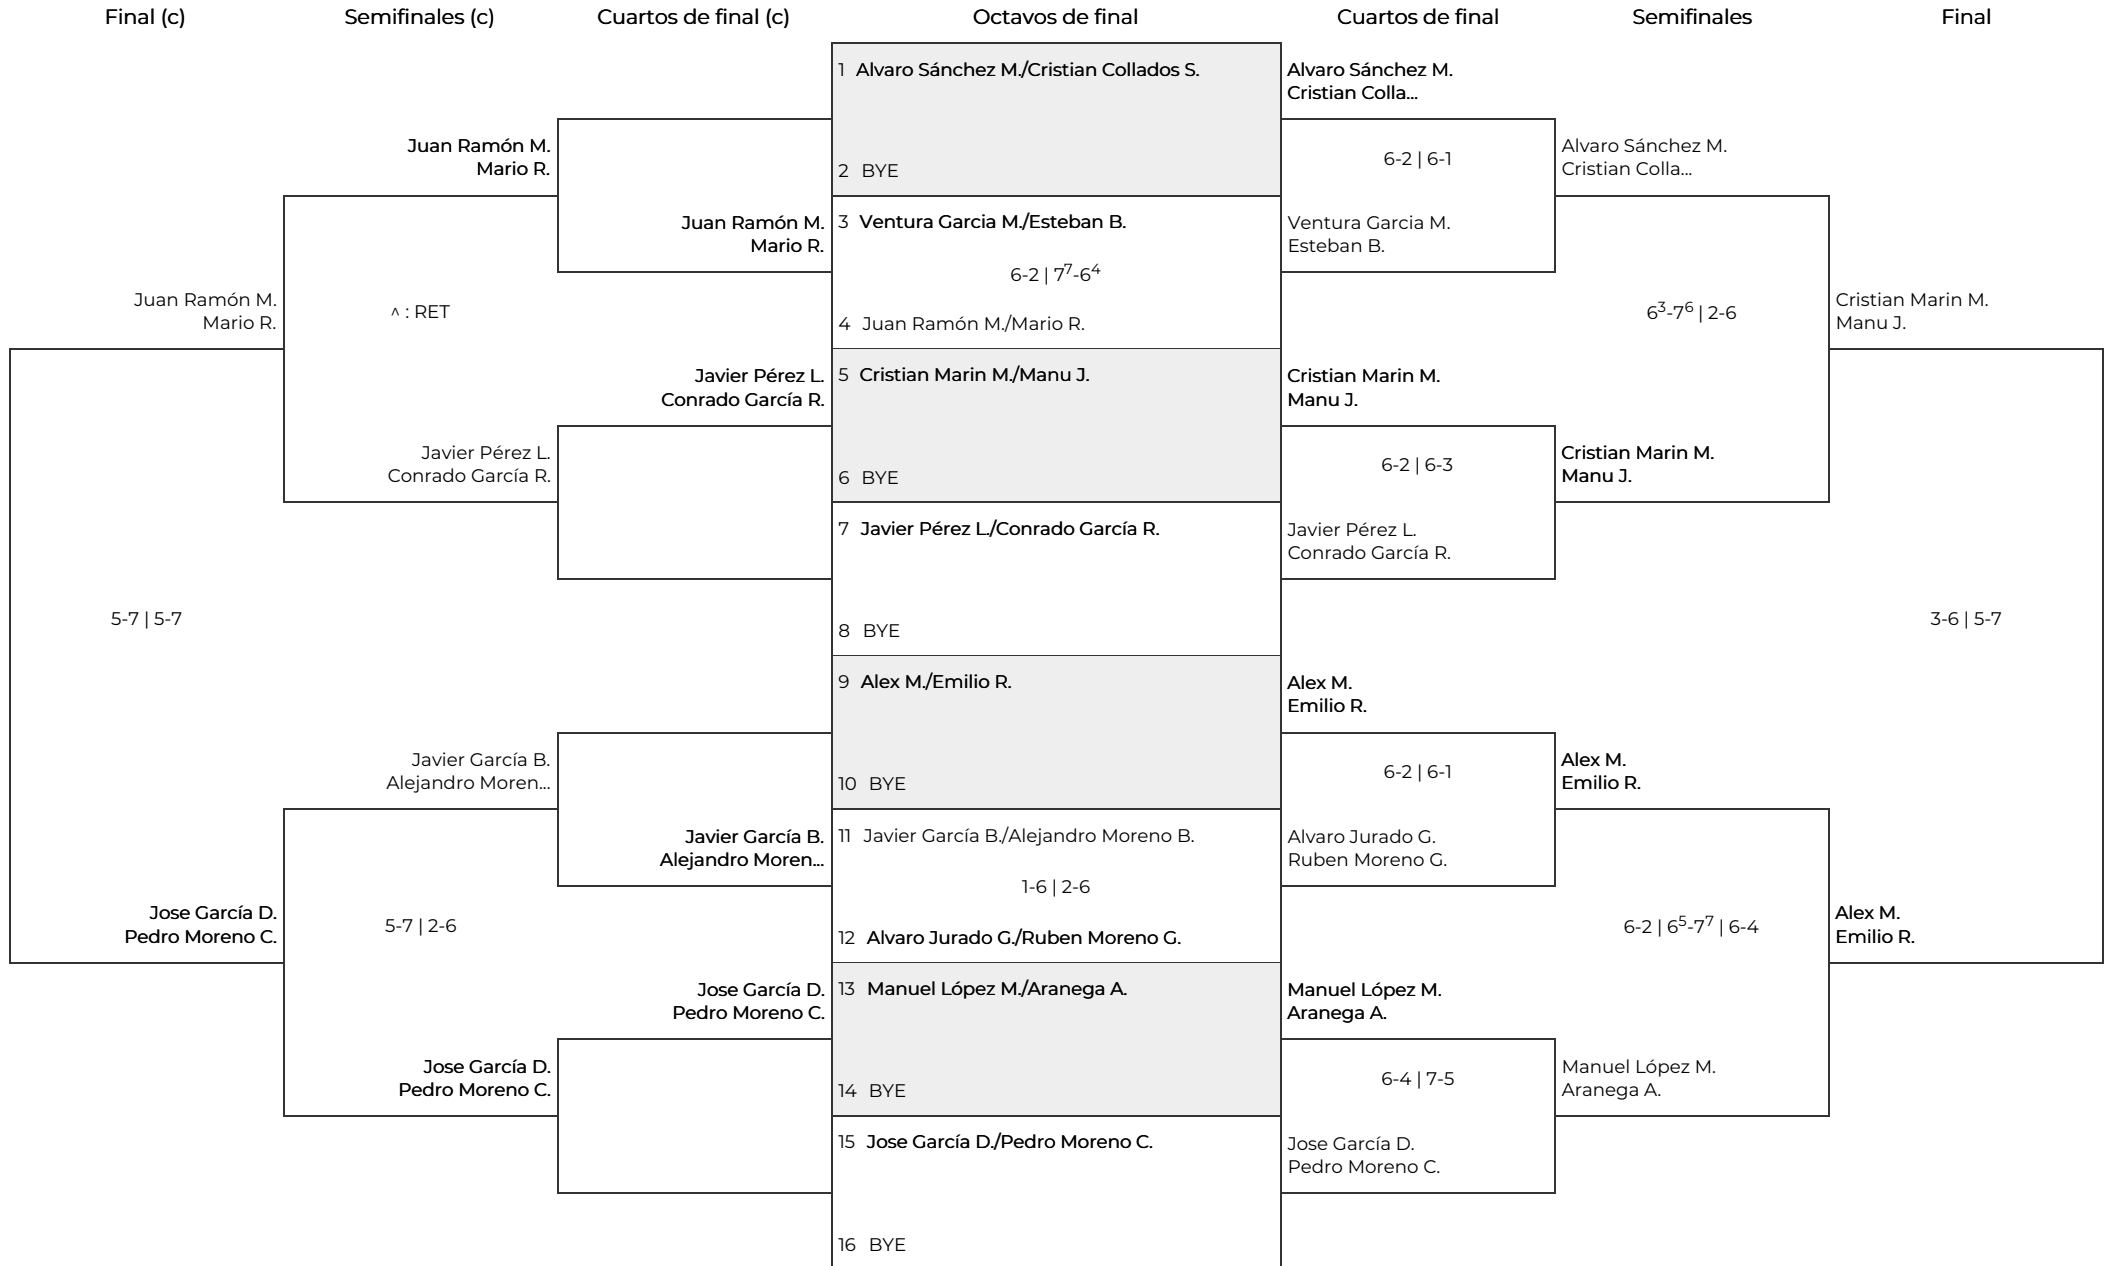 Final (c)
Semifinales (c)
Cuartos de final (c)
Octavos de final
Cuartos de final
Semifinales
Final
Juan Ramón M.
Mario R.
5-7 | 5-7
Jose García D.
Pedro Moreno C.
Juan Ramón M.
Mario R.
^ : RET
Javier Pérez L.
Conrado García R.
Javier García B.
Alejandro Moren...
5-7 | 2-6
Jose García D.
Pedro Moreno C.
Juan Ramón M.
Mario R.
Javier Pérez L.
Conrado García R.
Javier García B.
Alejandro Moren...
Jose García D.
Pedro Moreno C.
1 Alvaro Sánchez M./Cristian Collados S.
2 BYE
3 Ventura Garcia M./Esteban B.
6-2 | 7⁷-6⁴
4 Juan Ramón M./Mario R.
5 Cristian Marin M./Manu J.
6 BYE
7 Javier Pérez L./Conrado García R.
8 BYE
9 Alex M./Emilio R.
10 BYE
11 Javier García B./Alejandro Moreno B.
1-6 | 2-6
12 Alvaro Jurado G./Ruben Moreno G.
13 Manuel López M./Aranega A.
14 BYE
15 Jose García D./Pedro Moreno C.
16 BYE
Alvaro Sánchez M.
Cristian Colla...
6-2 | 6-1
Ventura Garcia M.
Esteban B.
Cristian Marin M.
Manu J.
6-2 | 6-3
Javier Pérez L.
Conrado García R.
Alex M.
Emilio R.
6-2 | 6-1
Alvaro Jurado G.
Ruben Moreno G.
Manuel López M.
Aranega A.
6-4 | 7-5
Jose García D.
Pedro Moreno C.
Alvaro Sánchez M.
Cristian Colla...
6³-7⁶ | 2-6
Cristian Marin M.
Manu J.
Alex M.
Emilio R.
6-2 | 6⁵-7⁷ | 6-4
Manuel López M.
Aranega A.
Cristian Marin M.
Manu J.
3-6 | 5-7
Alex M.
Emilio R.